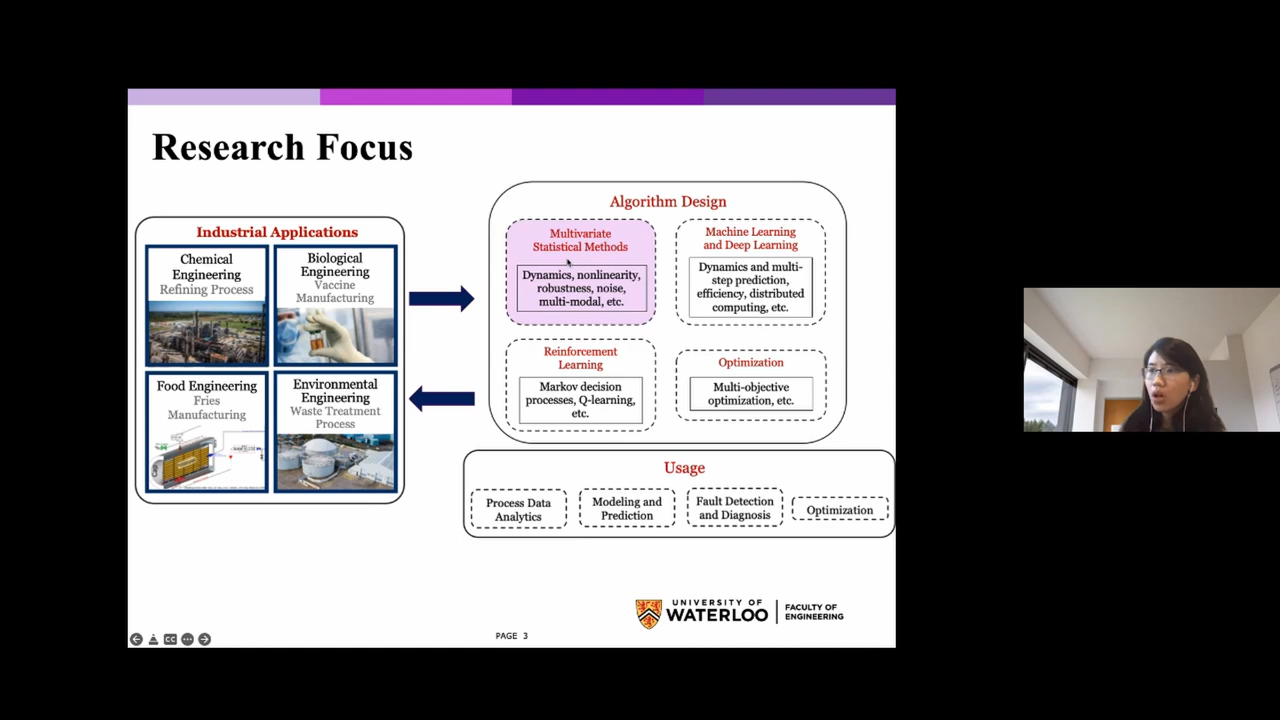 Research Focus
Industrial Applications
Chemical
Engineering
Refining Process
Biological
Engineering
Vaccine
Manufacturing
Food Engineering
Fries
Manufacturing
Environmental
Engineering
Waste Treatment
Process
Algorithm Design
Multivariate
Statistical Methods
Dynamics, nonlinearity,
robustness, noise,
multi-modal, etc.
Machine Learning
and Deep Learning
Dynamics and multi-
step prediction,
efficiency, distributed
computing, etc.
Reinforcement
Learning
Markov decision
processes, Q-learning,
etc.
Optimization
Multi-objective
optimization, etc.
Usage
Process Data
Analytics
Modeling and
Prediction
Fault Detection
and Diagnosis
Optimization
UNIVERSITY OF
WATERLOO
FACULTY OF
ENGINEERING
PAGE 3
CC